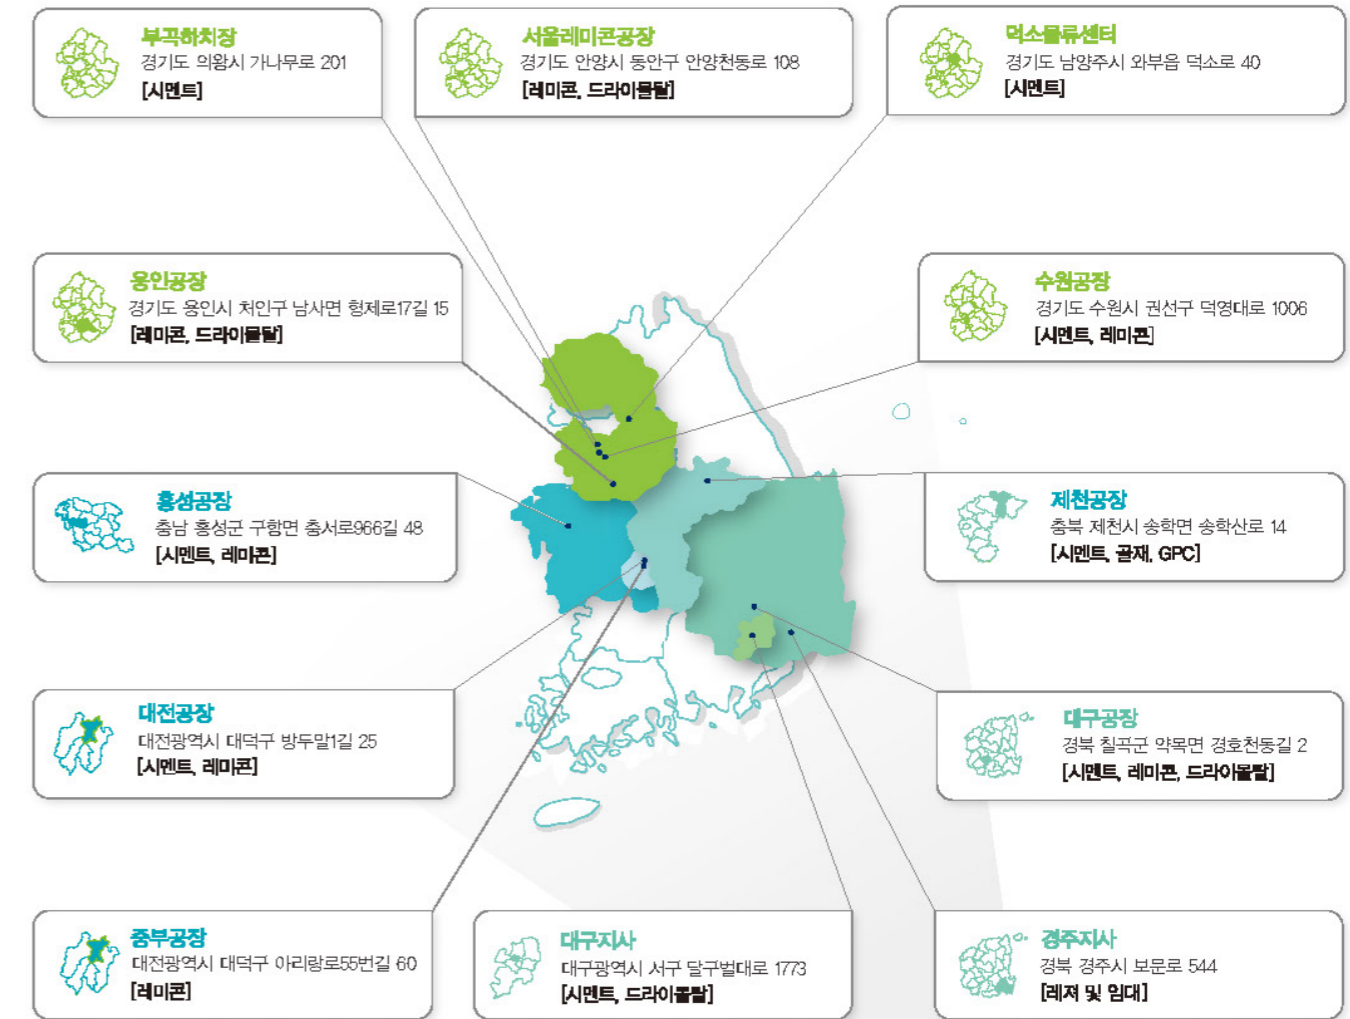 부곡하치장
경기도 의왕시 가나무로 201
[시멘트]
서울레미콘공장
경기도 안양시 동안구 안양천동로 108
[레미콘, 드라이몰탈]
덕소물류센터
경기도 남양주시 와부읍 덕소로 40
[시멘트]
용인공장
경기도 용인시 처인구 남사면 형제로17길 15
[레미콘, 드라이몰탈]
수원공장
경기도 수원시 권선구 덕영대로 1006
[시멘트, 레미콘]
홍성공장
충남 홍성군 구항면 충서로966길 48
[시멘트, 레미콘]
제천공장
충북 제천시 송학면 송학산로 14
[시멘트, 골재, GPC]
대전공장
대전광역시 대덕구 방두말1길 25
[시멘트, 레미콘]
대구공장
경북 칠곡군 약목면 경호천동길 2
[시멘트, 레미콘, 드라이몰탈]
중부공장
대전광역시 대덕구 아리랑로55번길 60
[레미콘]
대구지사
대구광역시 서구 달구벌대로 1773
[시멘트, 드라이몰탈]
경주지사
경북 경주시 보문로 544
[레져 및 임대]